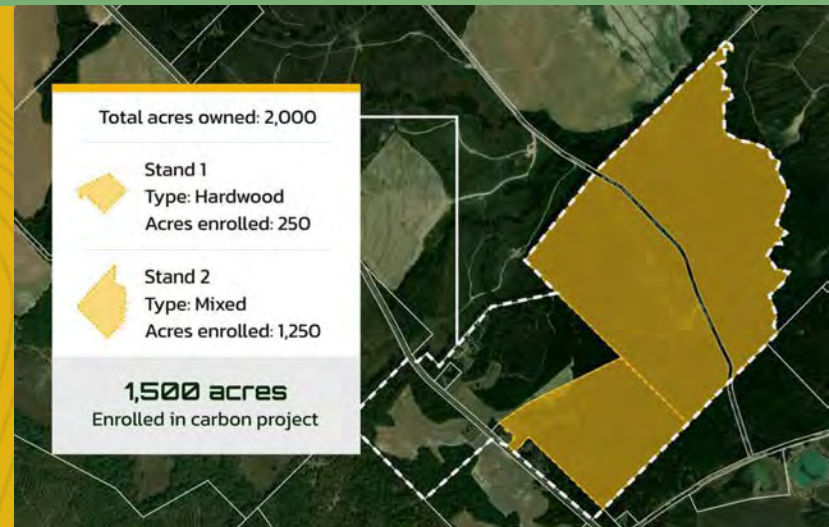 Total acres owned: 2,000
Stand 1
Type: Hardwood
Acres enrolled: 250
Stand 2
Type: Mixed
Acres enrolled: 1,250
1,500 acres
Enrolled in carbon project